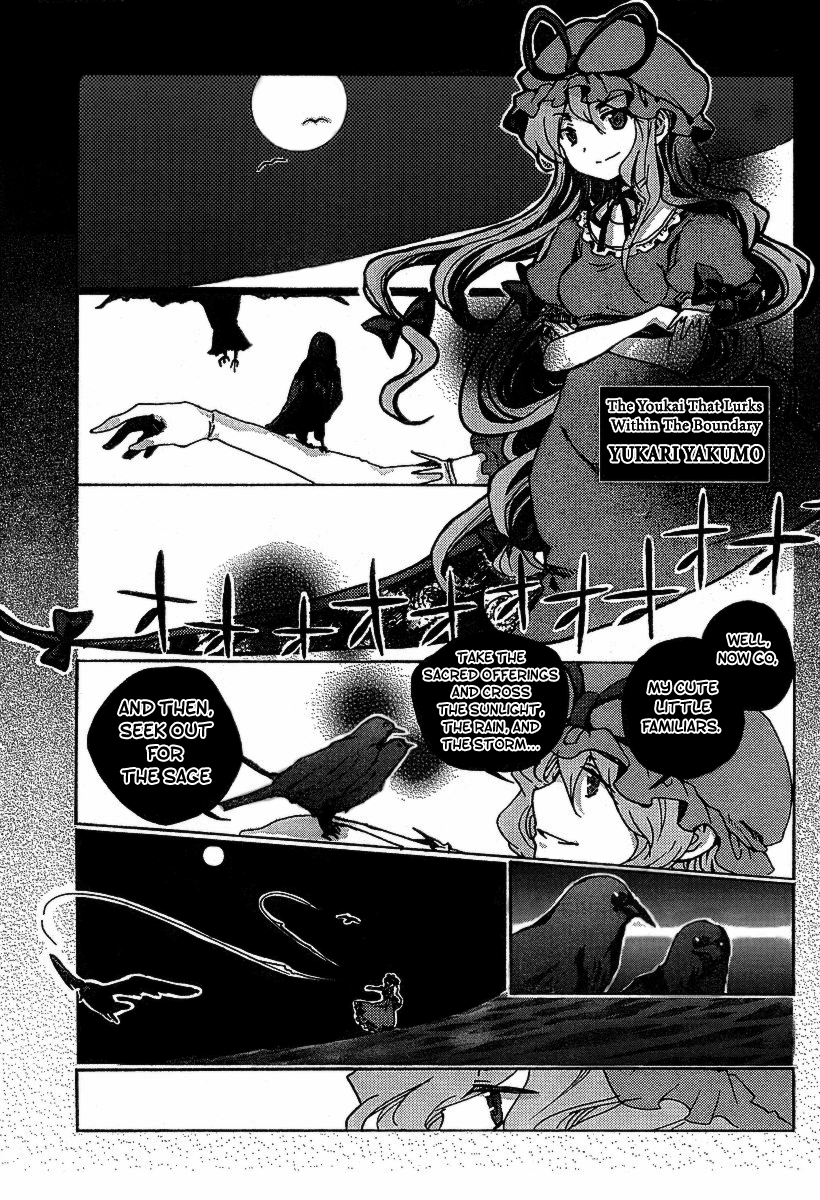 The Youkai That Lurks
Within The Boundary
YUKARI YAKUMO
WELL,
NOW GO,
MY CUTE
LITTLE
FAMILIARS.
TAKE THE
SACRED OFFERINGS
AND CROSS
THE SUNLIGHT,
THE RAIN, AND
THE STORM...
AND THEN,
SEEK OUT
FOR
THE SAGE